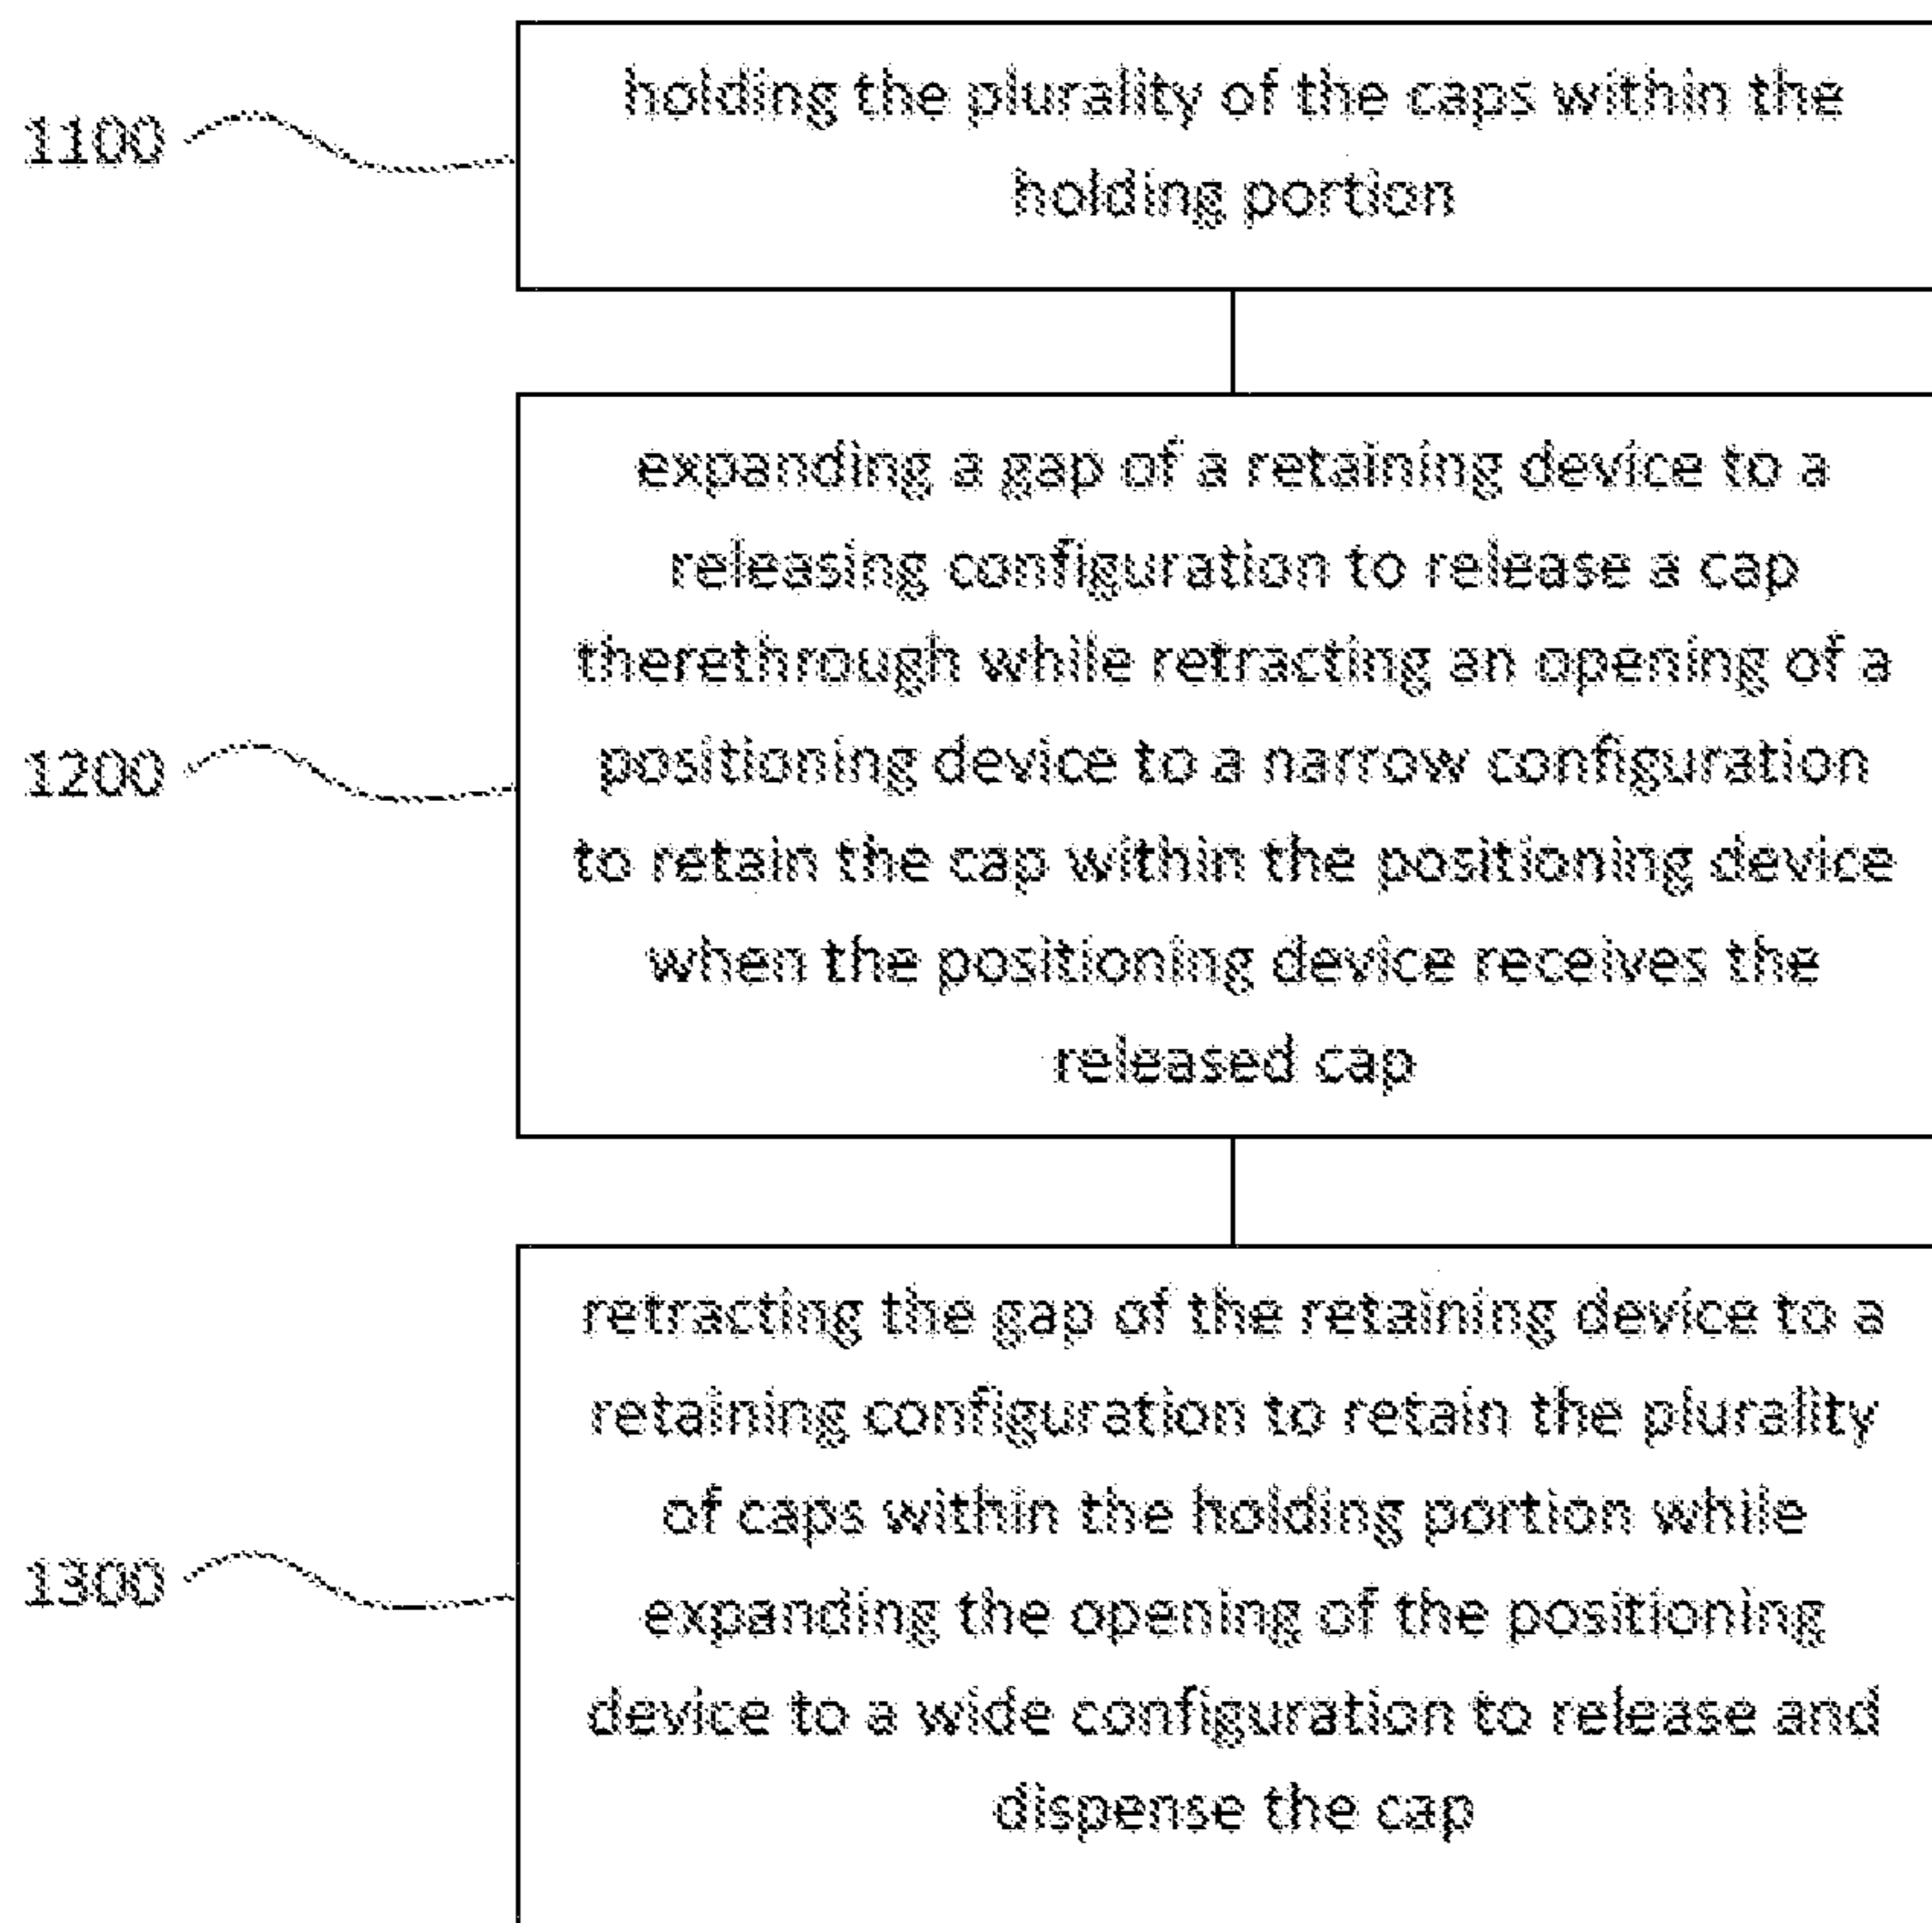 1100
holding the plurality of the caps within the
holding portion
1200
expanding a gap of a retaining device to a
releasing configuration to release a cap
therethrough while retracting an opening of a
positioning device to a narrow configuration
to retain the cap within the positioning device
when the positioning device receives the
released cap
1300
retracting the gap of the retaining device to a
retaining configuration to retain the plurality
of caps within the holding portion while
expanding the opening of the positioning
device to a wide configuration to release and
dispense the cap